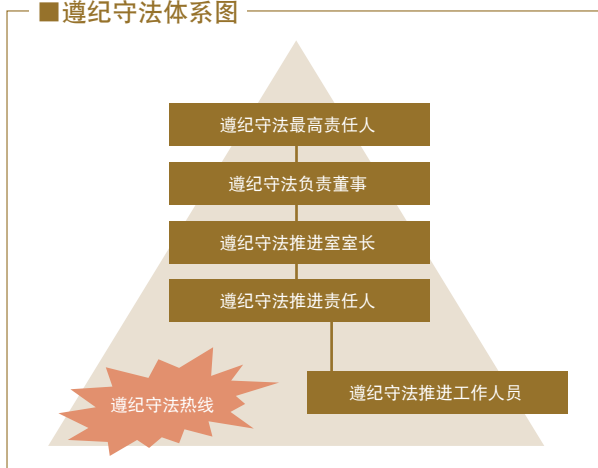 ■遵纪守法体系图
遵纪守法最高责任人
遵纪守法负责董事
遵纪守法推进室室长
遵纪守法推进责任人
遵纪守法推进工作人员
遵纪守法热线